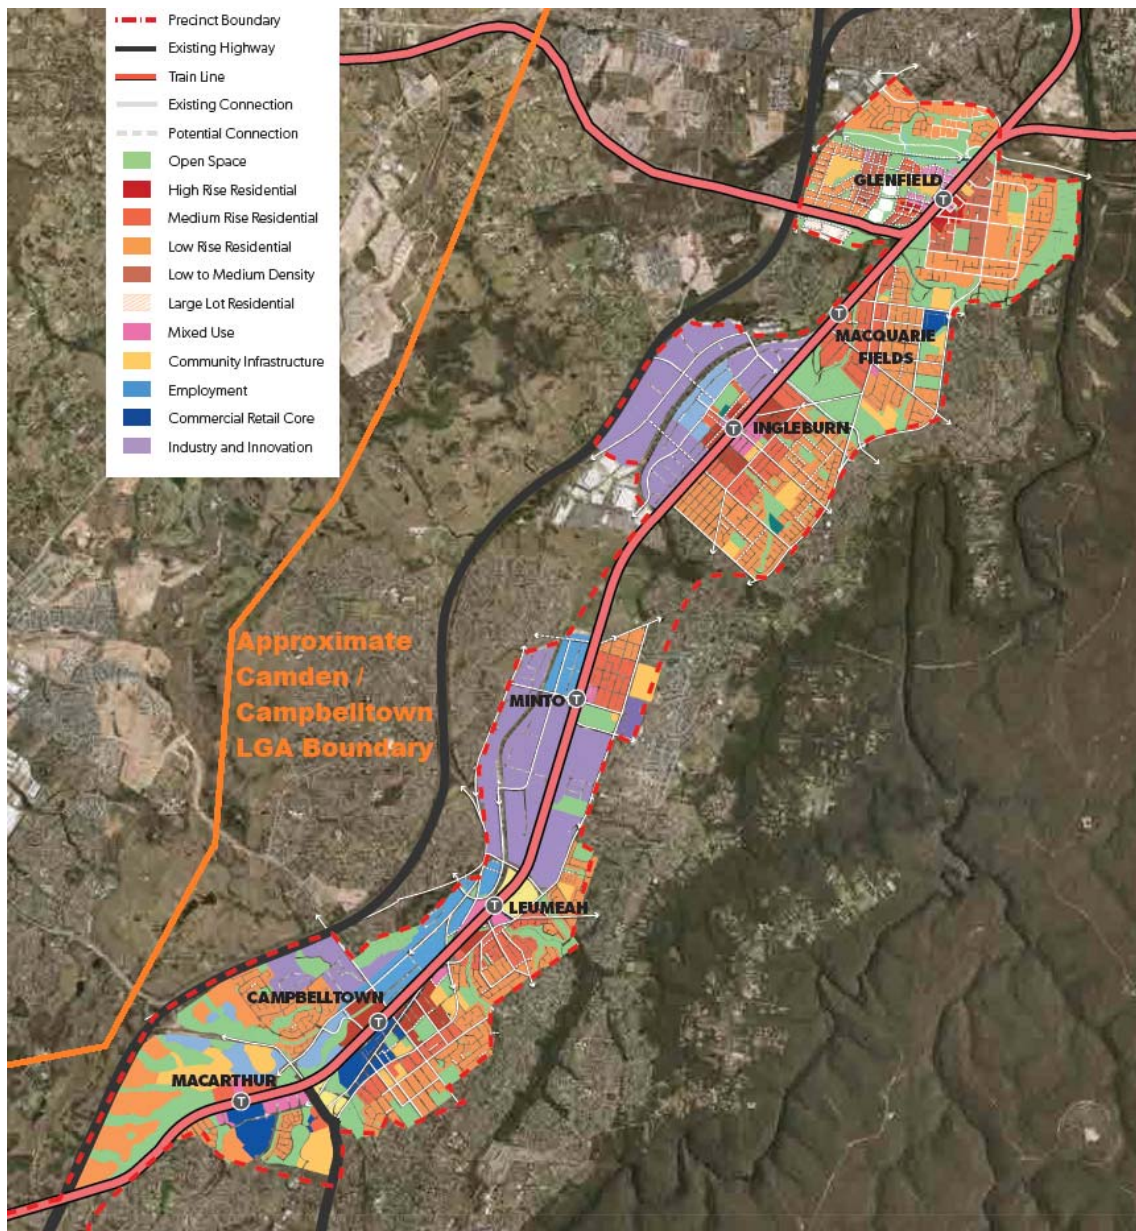 Precinct Boundary
Existing Highway
Train Line
Existing Connection
Potential Connection
Open Space
High Rise Residential
Medium Rise Residential
Low Rise Residential
Low to Medium Density
Large Lot Residential
Mixed Use
Community Infrastructure
Employment
Commercial Retail Core
Industry and Innovation
GLENFIELD
T
T
MACQUARIE
FIELDS
T
INGLEBURN
Approximate
Camden /
Campbelltown
LGA Boundary
MINTO
T
T
LEUMEAH
CAMPBELLTOWN
T
MACARTHUR
T